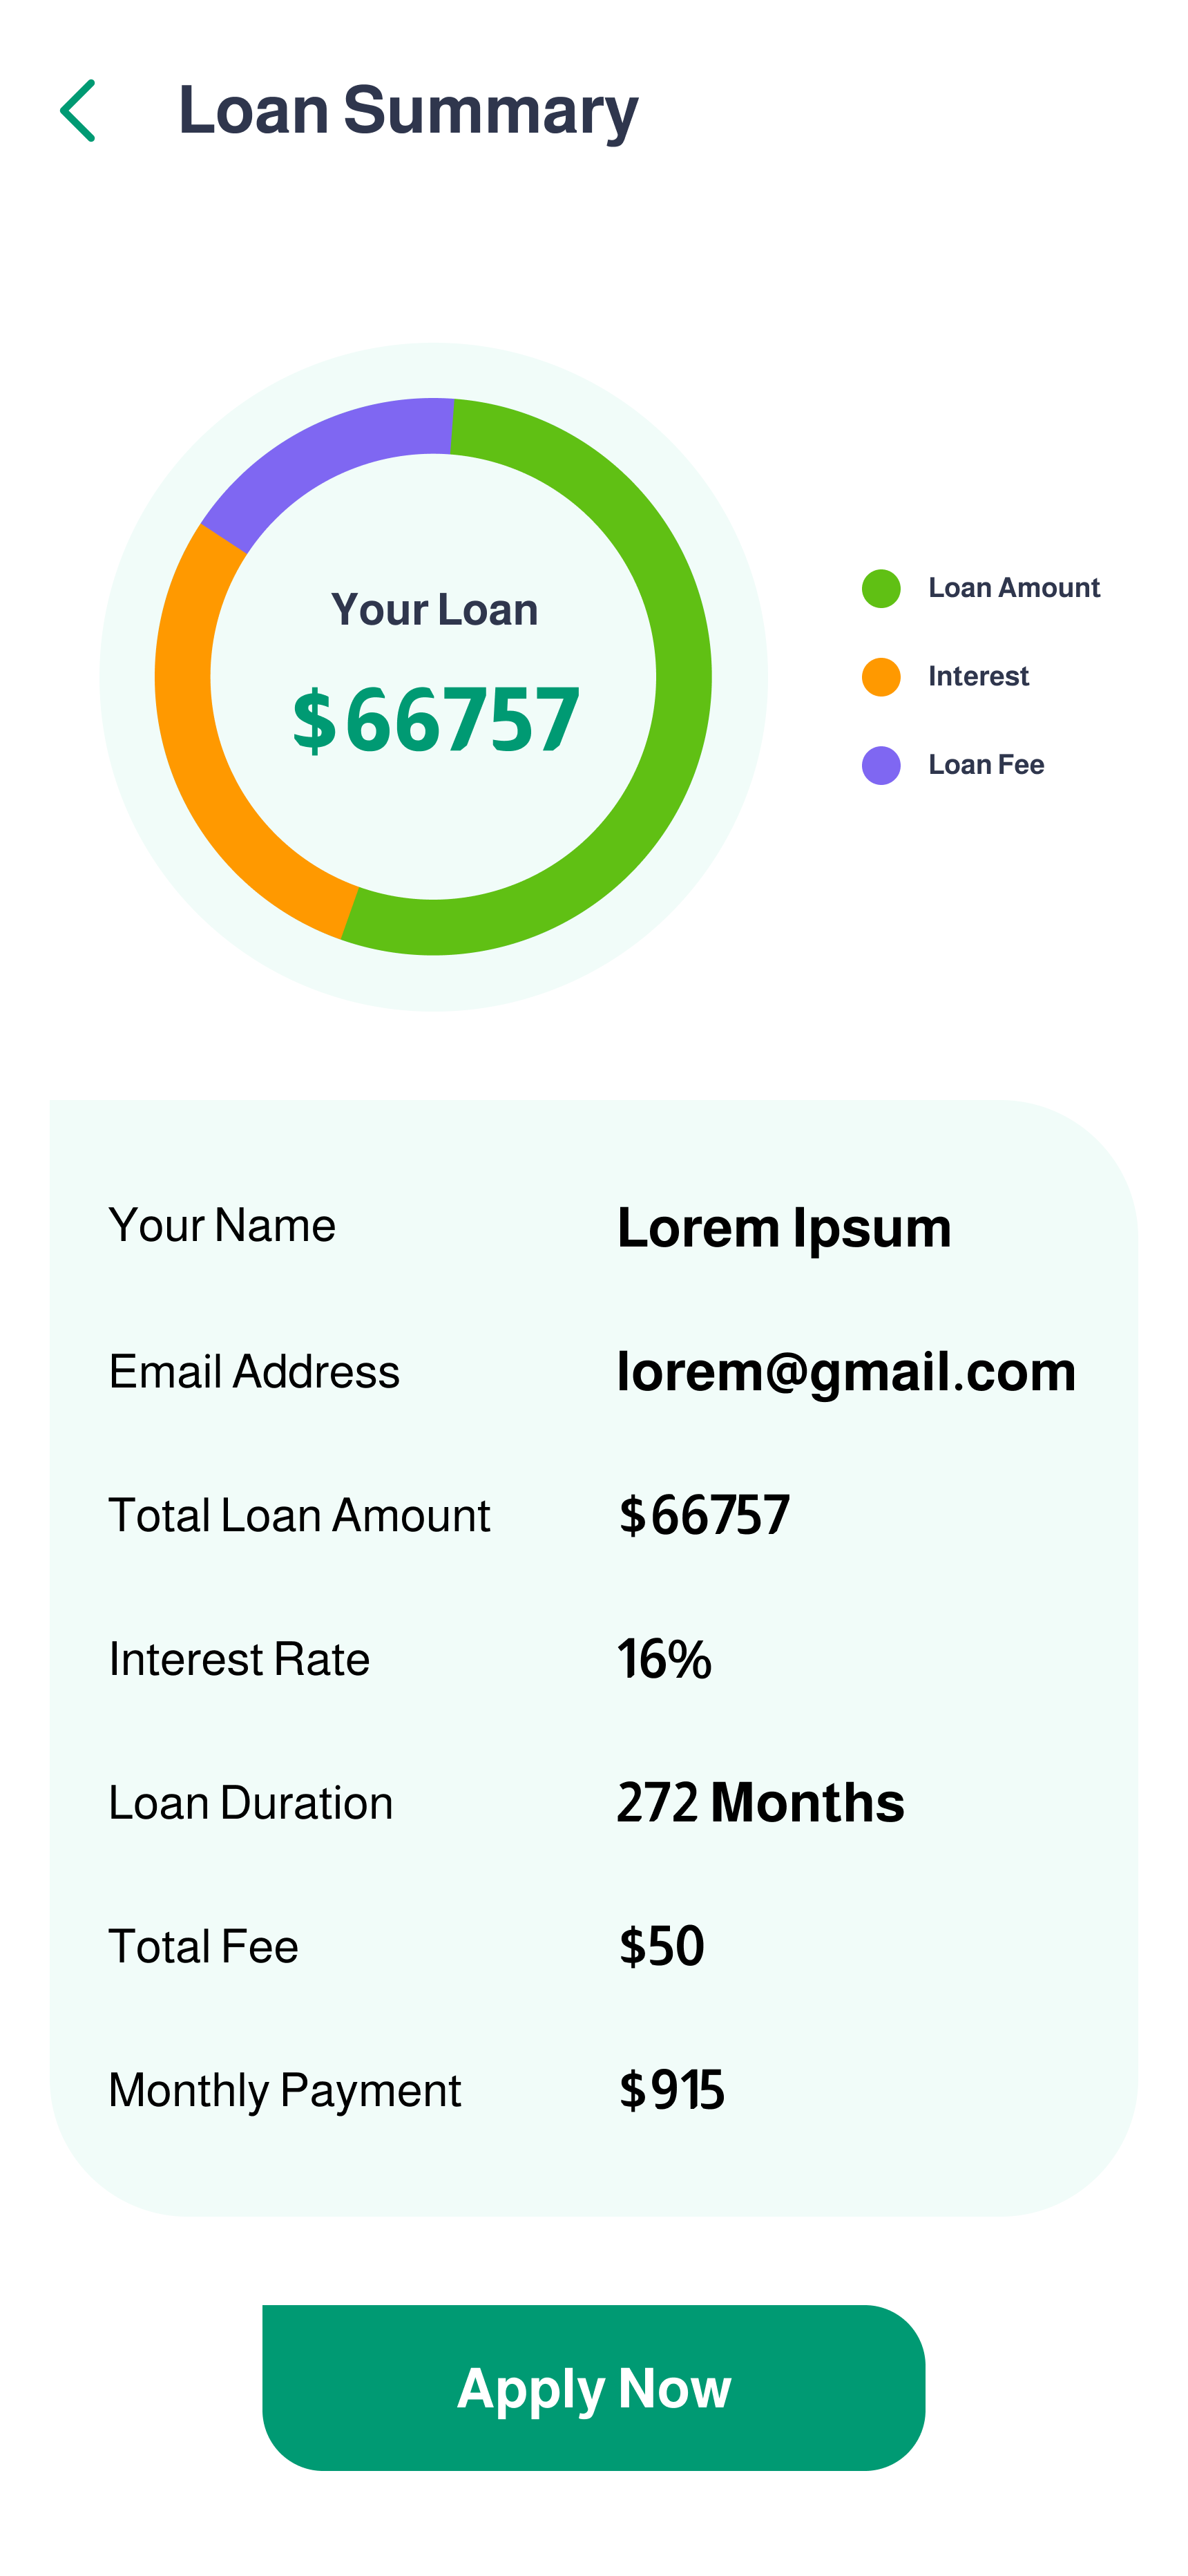 Loan Summary
Your Loan
$66757
Loan Amount
Interest
Loan Fee
Your Name Lorem Ipsum
Email Address lorem@gmail.com
Total Loan Amount $66757
Interest Rate 16%
Loan Duration 272 Months
Total Fee $50
Monthly Payment $915
Apply Now